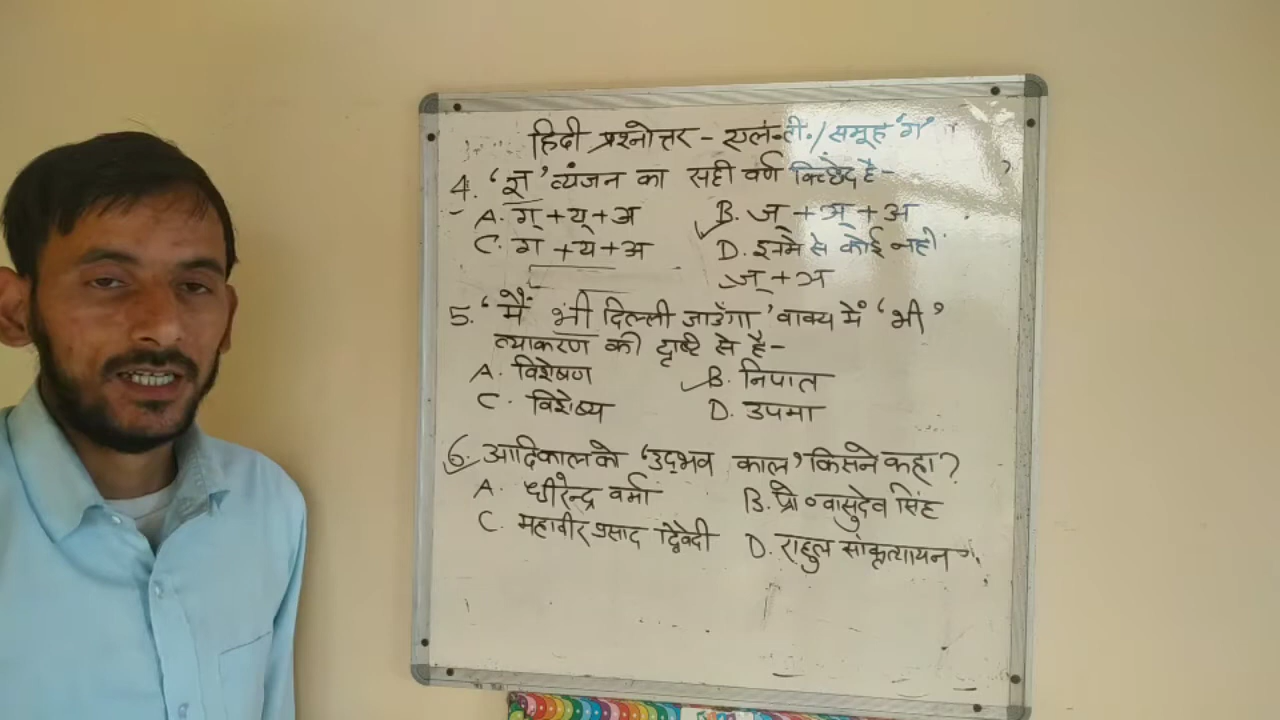 हिंदी प्रश्नोत्तर - एल.टी./समूह 'ग'
4. 'ज्ञ' व्यंजन का सही वर्ण विच्छेद है-
A. ग् + य् + अ B. ज् + ञ् + अ
C. ग + य + अ D. इनमें से कोई नहीं
ज् + ञ
5. 'मैं भी दिल्ली जाउँगा' वाक्य में 'भी'
व्याकरण की दृष्टि से है-
A. विशेषण B. निपात
C. विशेष्य D. उपमा
6. आदिकाल को 'उद्भव काल' किसने कहा?
A. धीरेन्द्र वर्मा B. प्रो० वासुदेव सिंह
C. महावीर प्रसाद द्विवेदी D. राहुल सांकृत्यायन